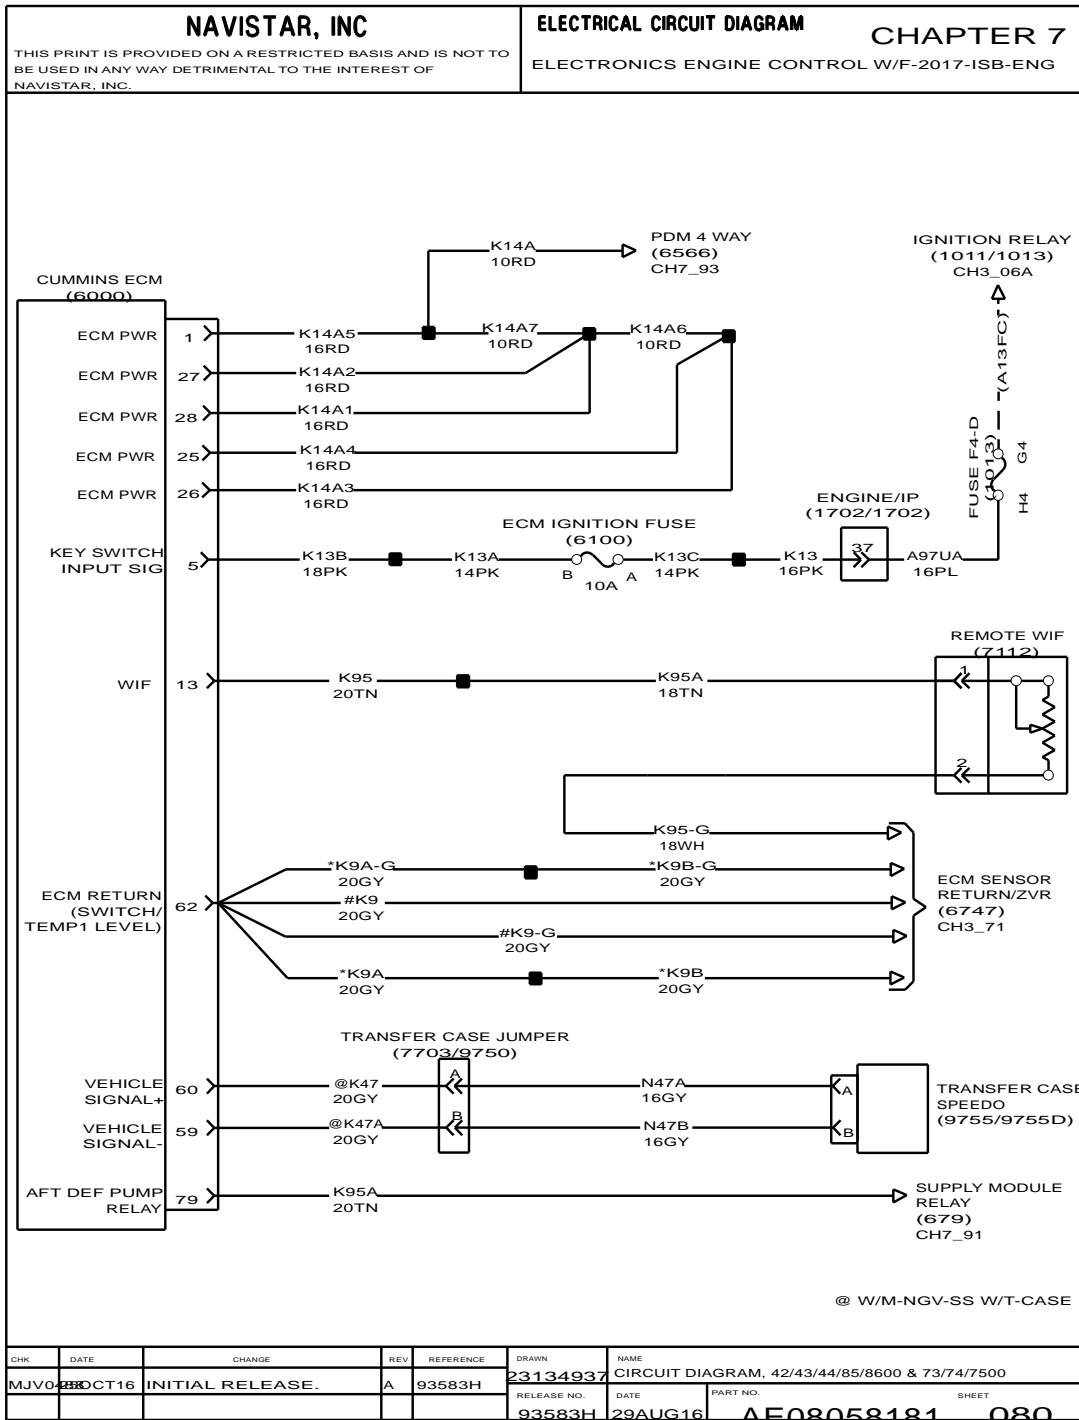 NAVISTAR, INC
THIS PRINT IS PROVIDED ON A RESTRICTED BASIS AND IS NOT TO
BE USED IN ANY WAY DETRIMENTAL TO THE INTEREST OF
NAVISTAR, INC.
ELECTRICAL CIRCUIT DIAGRAM
CHAPTER 7
ELECTRONICS ENGINE CONTROL W/F-2017-ISB-ENG
K14A
10RD
PDM 4 WAY
(6566)
CH7_93
IGNITION RELAY
(1011/1013)
CH3_06A
(A13FC)
FUSE F4-D
(1013)
G4
H4
CUMMINS ECM
(6000)
ECM PWR
1
K14A5
16RD
K14A7
10RD
K14A6
10RD
ECM PWR
27
K14A2
16RD
ECM PWR
28
K14A1
16RD
ECM PWR
25
K14A4
16RD
ECM PWR
26
K14A3
16RD
KEY SWITCH
INPUT SIG
5
K13B
18PK
K13A
14PK
ECM IGNITION FUSE
(6100)
B
10A
A
K13C
14PK
K13
16PK
ENGINE/IP
(1702/1702)
37
A97UA
16PL
REMOTE WIF
(7112)
WIF
13
K95
20TN
K95A
18TN
1
2
K95-G
18WH
ECM RETURN
(SWITCH/
TEMP1 LEVEL)
62
*K9A-G
20GY
*K9B-G
20GY
#K9
20GY
#K9-G
20GY
*K9A
20GY
*K9B
20GY
ECM SENSOR
RETURN/ZVR
(6747)
CH3_71
TRANSFER CASE JUMPER
(7703/9750)
VEHICLE
SIGNAL+
60
@K47
20GY
A
N47A
16GY
A
VEHICLE
SIGNAL-
59
@K47A
20GY
B
N47B
16GY
B
TRANSFER CASE
SPEEDO
(9755/9755D)
AFT DEF PUMP
RELAY
79
K95A
20TN
SUPPLY MODULE
RELAY
(679)
CH7_91
@ W/M-NGV-SS W/T-CASE
CHK
DATE
CHANGE
REV
REFERENCE
DRAWN
NAME
OCT16
INITIAL RELEASE.
A
93583H
23134937
CIRCUIT DIAGRAM, 42/43/44/85/8600 & 73/74/7500
RELEASE NO.
DATE
PART NO.
SHEET
93583H
29AUG16
AE08058181
080